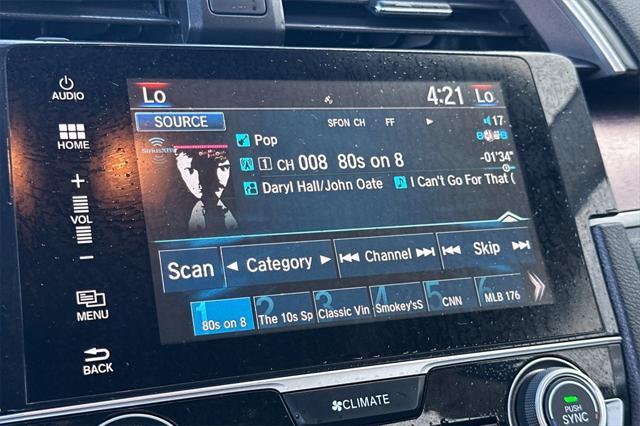 AUDIO
HOME
+
VOL
−
MENU
BACK
Lo 4:21 Lo
SOURCE SFON CH FF 17
SiriusXM
Pop -01'34"
1 CH 008 80s on 8
Daryl Hall/John Oate I Can't Go For That (
Scan Category Channel Skip
1 80s on 8
2 The 10s Sp
3 Classic Vin
4 Smokey'sS
5 CNN
6 MLB 176
CLIMATE
PUSH
SYNC